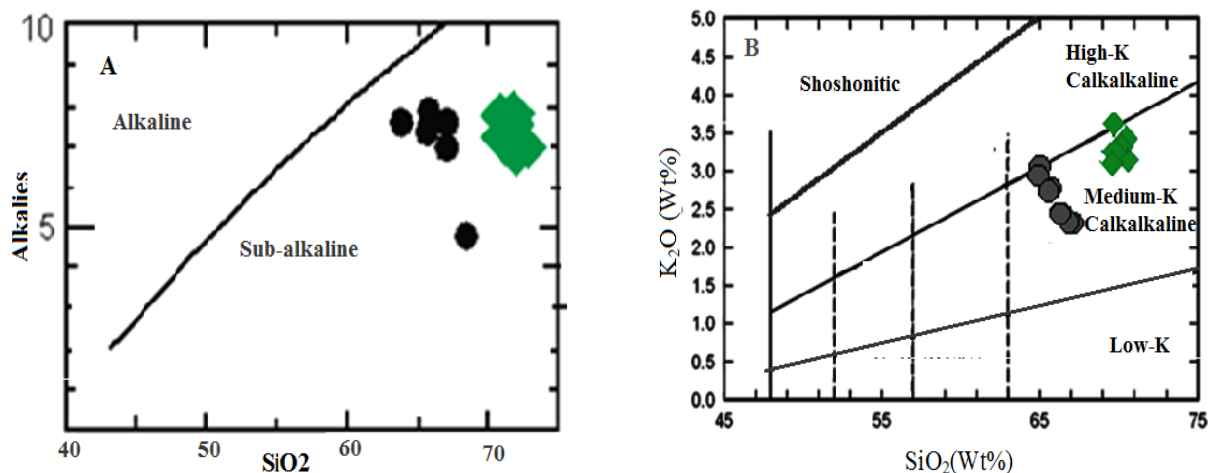 10
A
Alkaline
Alkalies
5
Sub-alkaline
40
50
60
70
SiO2
5.0
4.5
4.0
3.5
3.0
2.5
2.0
1.5
1.0
0.5
0.0
B
High-K
Calkalkaline
Shoshonitic
Medium-K
Calkalkaline
Low-K
K₂O (Wt%)
45
55
65
75
SiO₂(Wt%)